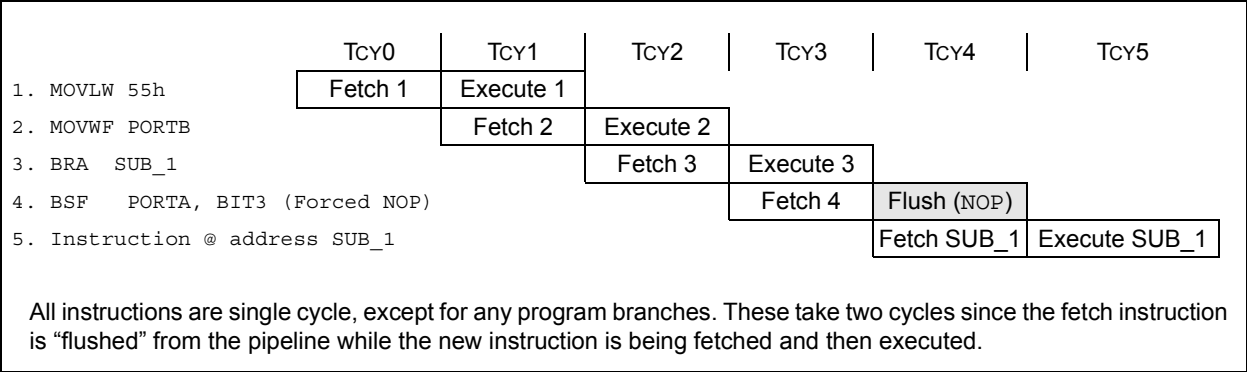 TCY0 TCY1 TCY2 TCY3 TCY4 TCY5
1. MOVLW 55h Fetch 1 Execute 1
2. MOVWF PORTB Fetch 2 Execute 2
3. BRA SUB_1 Fetch 3 Execute 3
4. BSF PORTA, BIT3 (Forced NOP) Fetch 4 Flush (NOP)
5. Instruction @ address SUB_1 Fetch SUB_1 Execute SUB_1
All instructions are single cycle, except for any program branches. These take two cycles since the fetch instruction
is “flushed” from the pipeline while the new instruction is being fetched and then executed.